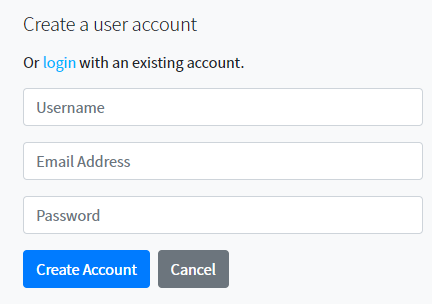 Create a user account
Or login with an existing account.
Username
Email Address
Password
Create Account Cancel